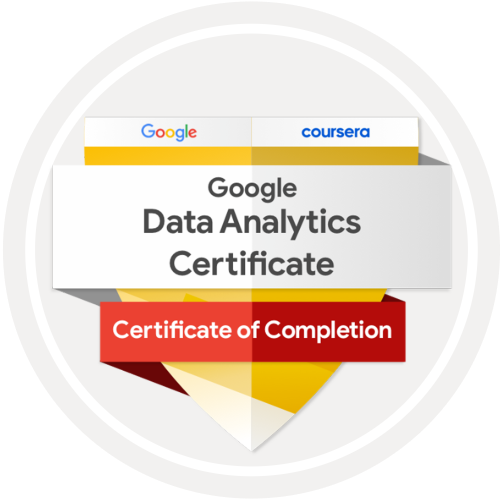 Google coursera
Google
Data Analytics
Certificate
Certificate of Completion